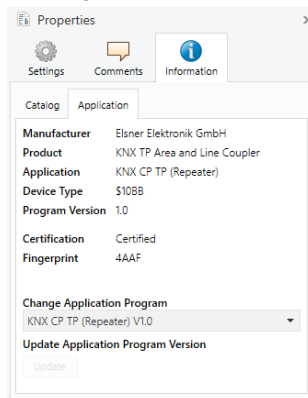 Properties
Settings Comments Information
Catalog Application
Manufacturer Elsner Elektronik GmbH
Product KNX TP Area and Line Coupler
Application KNX CP TP (Repeater)
Device Type $10BB
Program Version 1.0
Certification Certified
Fingerprint 4AAF
Change Application Program
KNX CP TP (Repeater) V1.0
Update Application Program Version
Update